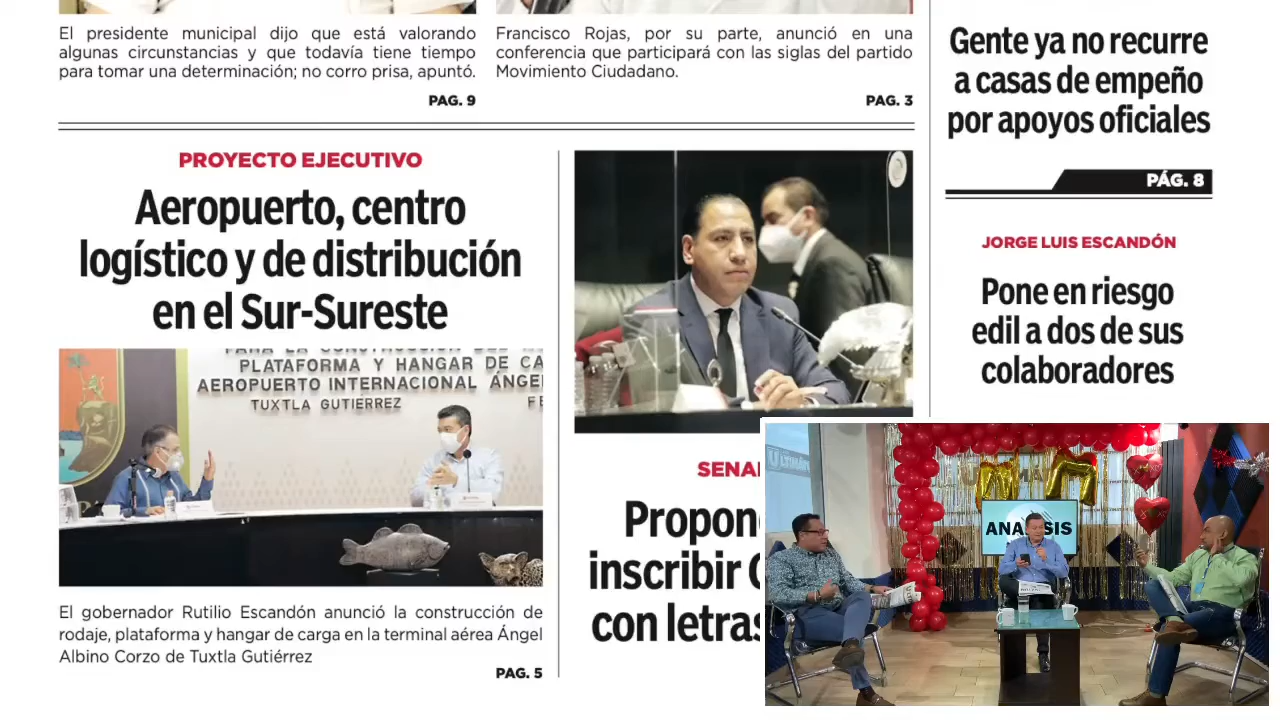 El presidente municipal dijo que está valorando
algunas circunstancias y que todavía tiene tiempo
para tomar una determinación; no corro prisa, apuntó.
PAG. 9
Francisco Rojas, por su parte, anunció en una
conferencia que participará con las siglas del partido
Movimiento Ciudadano.
PAG. 3
PROYECTO EJECUTIVO
Aeropuerto, centro
logístico y de distribución
en el Sur-Sureste
PLATAFORMA Y HANGAR DE CA
AEROPUERTO INTERNACIONAL ÁNGEL
TUXTLA GUTIÉRREZ
FE
El gobernador Rutilio Escandón anunció la construcción de
rodaje, plataforma y hangar de carga en la terminal aérea Ángel
Albino Corzo de Tuxtla Gutiérrez
PAG. 5
SENA
Propon
inscribir
con letras
Gente ya no recurre
a casas de empeño
por apoyos oficiales
PÁG. 8
JORGE LUIS ESCANDÓN
Pone en riesgo
edil a dos de sus
colaboradores
ANÁLISIS